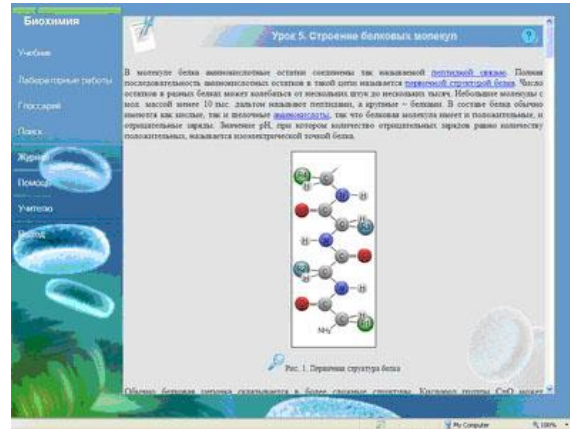 Биохимия
Урок 5. Строение белковых молекул
?
Учебник
Лабораторные работы
Глоссарий
Поиск
Журнал
Помощь
Учителю
Выход
В молекуле белка аминокислотные остатки соединены так называемой пептидной связью. Полная
последовательность аминокислотных остатков в такой цепи называется первичной структурой белка. Число
остатков в разных белках может колебаться от нескольких штук до нескольких тысяч. Небольшие молекулы с
мол. массой менее 10 тыс. дальтон называют пептидами, а крупные – белками. В состав белка обычно
имеются как кислые, так и щелочные аминокислоты, так что белковая молекула имеет и положительные, и
отрицательные заряды. Значение pH, при котором количество отрицательных зарядов равно количеству
положительных, называется изоэлектрической точкой белка.
C
H
N H
O C
C
H
H N
C O
C
H
N H
O C
C
H
NH₂
Рис. 1. Первичная структура белка
Обычно белковая цепочка складывается в более сложные структуры. Кислород группы C=O может
My Computer
100%